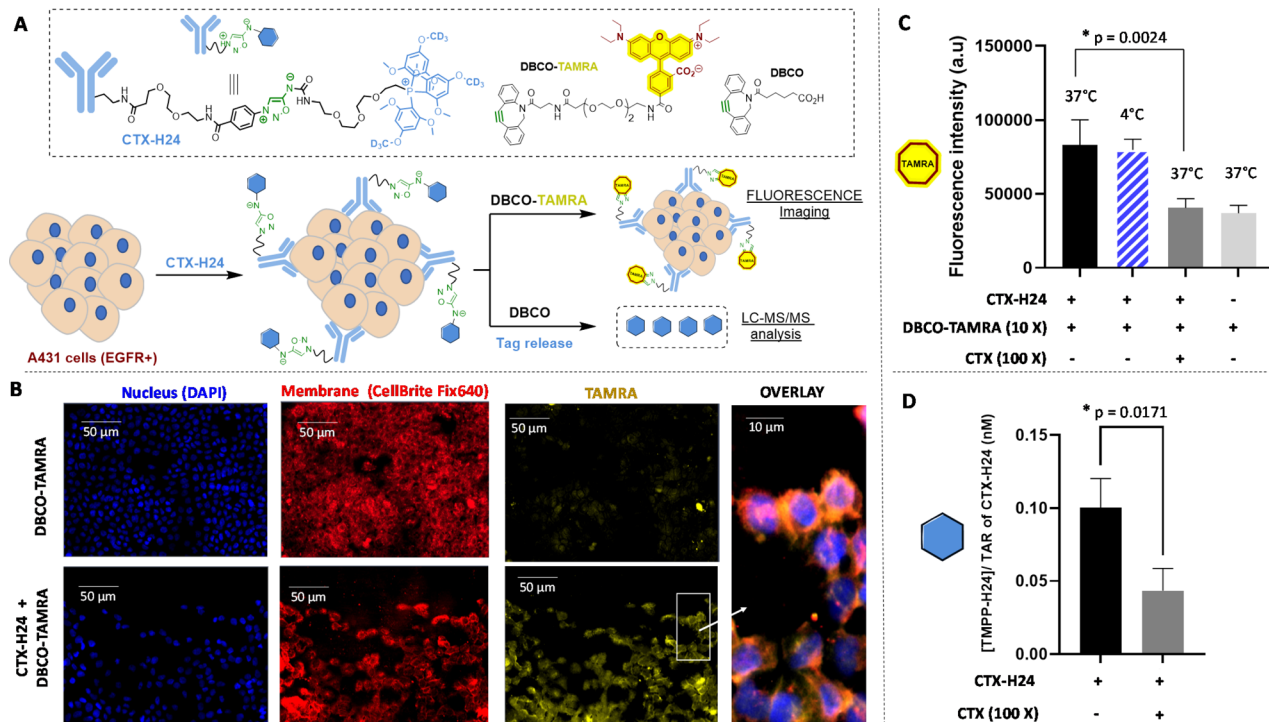 A
CTX-H24
DBCO-TAMRA
DBCO
A431 cells (EGFR+)
CTX-H24
DBCO-TAMRA
DBCO
Tag release
TAMRA
TAMRA
TAMRA
TAMRA
FLUORESCENCE
Imaging
LC-MS/MS
analysis
B
Nucleus (DAPI)
Membrane (CellBrite Fix640)
TAMRA
OVERLAY
DBCO-TAMRA
50 µm
50 µm
50 µm
10 µm
CTX-H24 +
DBCO-TAMRA
50 µm
50 µm
50 µm
C
TAMRA
Fluorescence intensity (a.u)
150000
100000
50000
0
* p = 0.0024
37°C
4°C
37°C
37°C
CTX-H24 + + + -
DBCO-TAMRA (10 X) + + + +
CTX (100 X) - - + -
D
[TMPP-H24]/ TAR of CTX-H24 (nM)
0.15
0.10
0.05
0.00
* p = 0.0171
CTX-H24 + +
CTX (100 X) - +